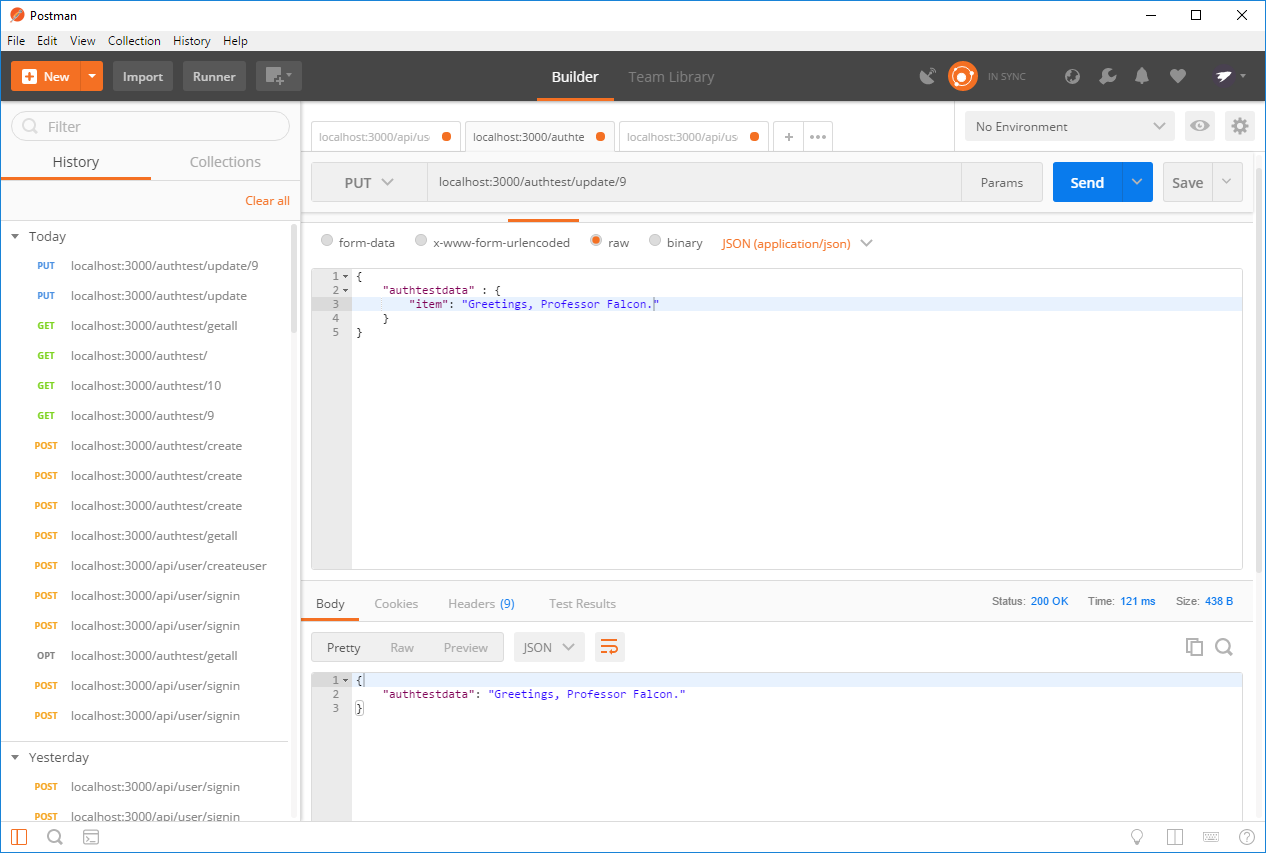 Postman
File Edit View Collection History Help
New Import Runner Builder Team Library IN SYNC
Filter
History Collections
Clear all
Today
PUT localhost:3000/authtest/update/9
PUT localhost:3000/authtest/update
GET localhost:3000/authtest/getall
GET localhost:3000/authtest/
GET localhost:3000/authtest/10
GET localhost:3000/authtest/9
POST localhost:3000/authtest/create
POST localhost:3000/authtest/create
POST localhost:3000/authtest/create
POST localhost:3000/authtest/getall
POST localhost:3000/api/user/createuser
POST localhost:3000/api/user/signin
POST localhost:3000/api/user/signin
OPT localhost:3000/authtest/getall
POST localhost:3000/api/user/signin
POST localhost:3000/api/user/signin
Yesterday
POST localhost:3000/api/user/signin
POST localhost:3000/api/user/signin
localhost:3000/api/us localhost:3000/authte localhost:3000/api/us + ••• No Environment
PUT localhost:3000/authtest/update/9 Params Send Save
form-data x-www-form-urlencoded raw binary JSON (application/json)
1 {
2 "authtestdata" : {
3 "item": "Greetings, Professor Falcon."
4 }
5 }
Body Cookies Headers (9) Test Results Status: 200 OK Time: 121 ms Size: 438 B
Pretty Raw Preview JSON
1 {
2 "authtestdata": "Greetings, Professor Falcon."
3 }